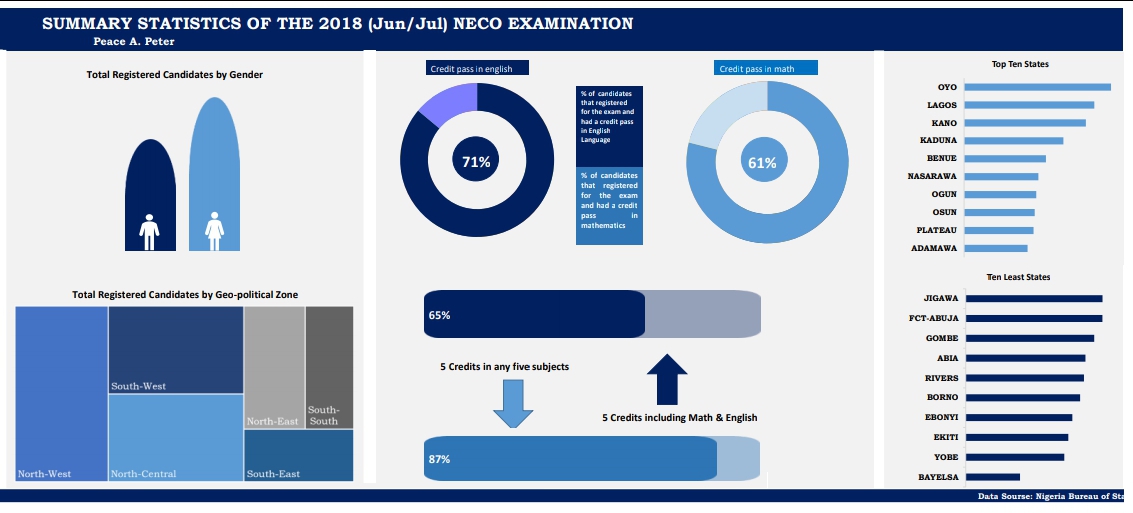 SUMMARY STATISTICS OF THE 2018 (Jun/Jul) NECO EXAMINATION
Peace A. Peter
Total Registered Candidates by Gender
Total Registered Candidates by Geo-political Zone
North-West
South-West
North-Central
North-East
South-
South
South-East
Credit pass in english
71%
% of candidates
that registered
for the exam and
had a credit pass
in English
Language
% of candidates
that registered
for the exam
and had a credit
pass in
mathematics
Credit pass in math
61%
65%
5 Credits in any five subjects
5 Credits including Math & English
87%
Top Ten States
OYO
LAGOS
KANO
KADUNA
BENUE
NASARAWA
OGUN
OSUN
PLATEAU
ADAMAWA
Ten Least States
JIGAWA
FCT-ABUJA
GOMBE
ABIA
RIVERS
BORNO
EBONYI
EKITI
YOBE
BAYELSA
Data Sourse: Nigeria Bureau of Sta